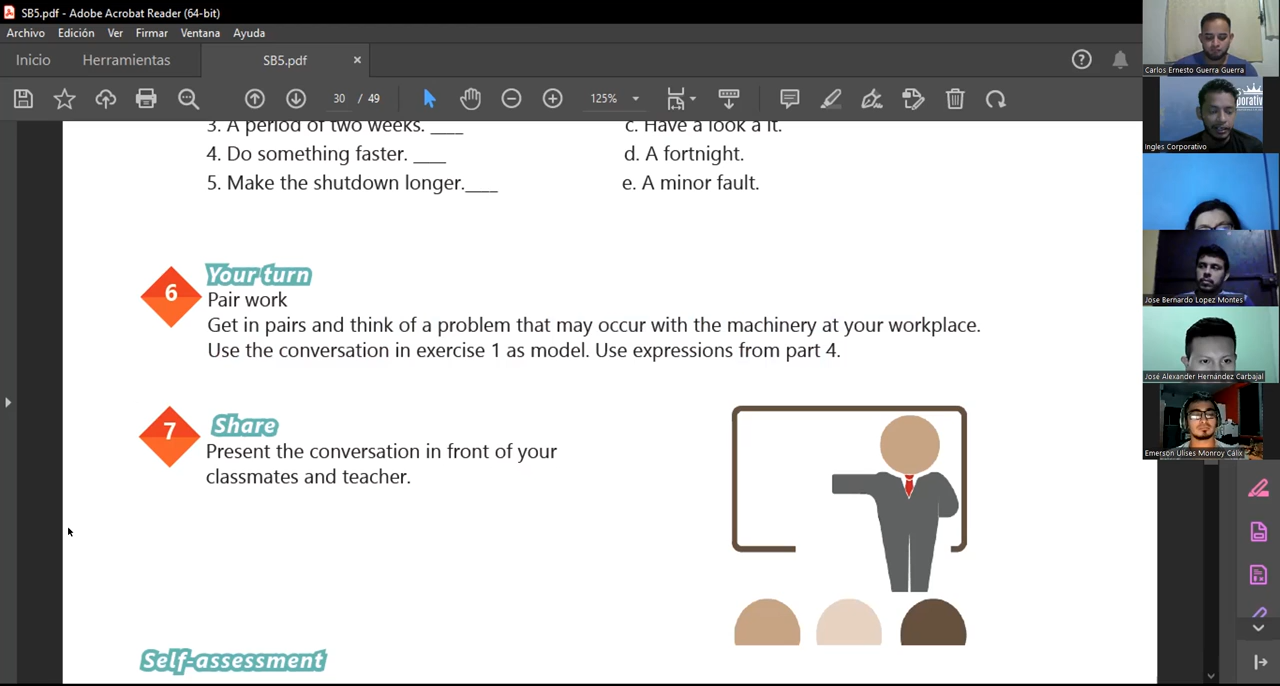 SB5.pdf - Adobe Acrobat Reader (64-bit)
Archivo Edición Ver Firmar Ventana Ayuda
Inicio Herramientas SB5.pdf ×
30 / 49 125%
3. A period of two weeks. ____ c. Have a look a it.
4. Do something faster. ____ d. A fortnight.
5. Make the shutdown longer.____ e. A minor fault.
6 Your turn
Pair work
Get in pairs and think of a problem that may occur with the machinery at your workplace.
Use the conversation in exercise 1 as model. Use expressions from part 4.
7 Share
Present the conversation in front of your
classmates and teacher.
Self-assessment
Carlos Ernesto Guerra Guerra
orativo
Ingles Corporativo
Jose Bernardo Lopez Montes
José Alexander Hernández Carbajal
Emerson Ulises Monroy Cálix